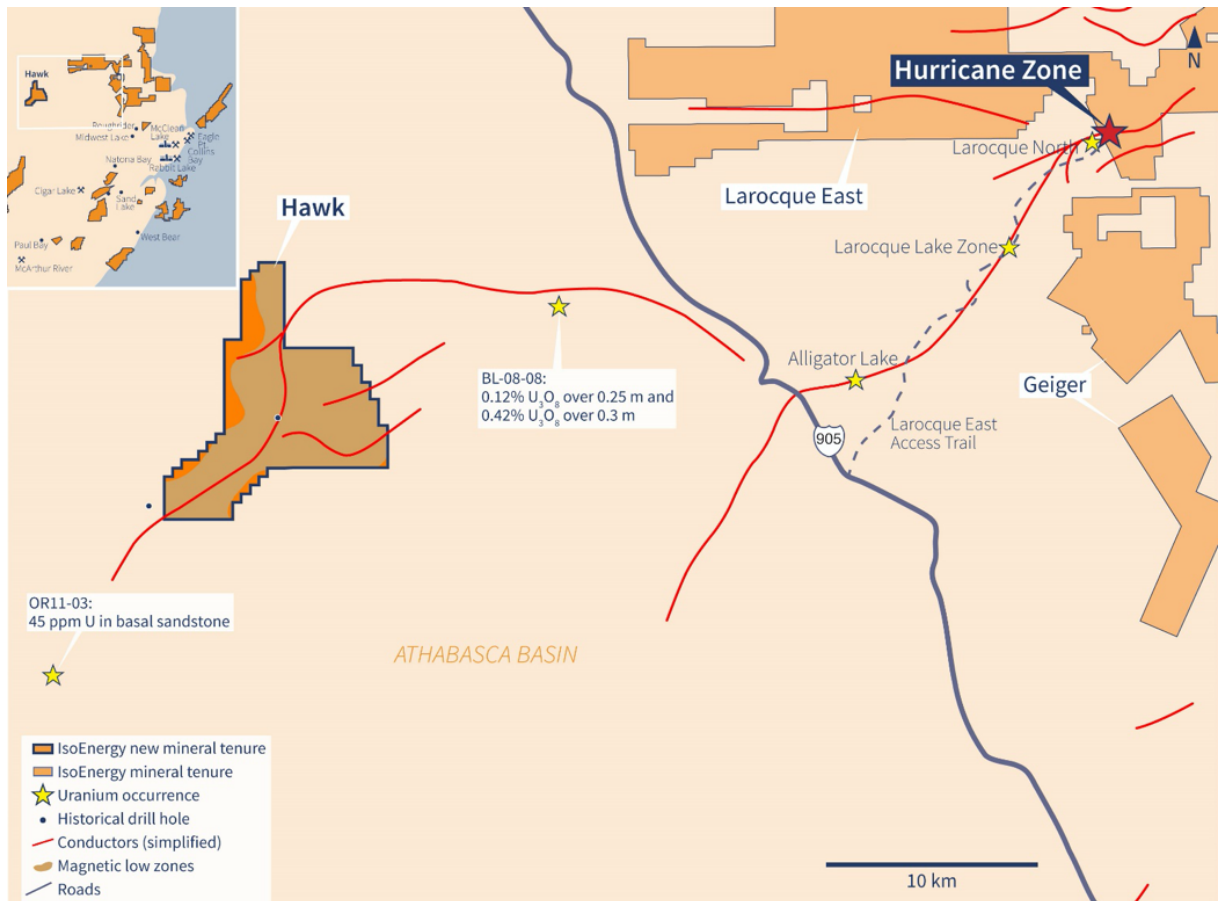 Hawk
Roughrider
Midwest Lake
McClean
Lake
Eagle
Pt.
Collins
Bay
Rabbit Lake
Natona Bay
Cigar Lake
Sand
Lake
West Bear
Paul Bay
McArthur River
N
Hurricane Zone
Larocque North
Larocque East
Larocque Lake Zone
Hawk
Alligator Lake
Geiger
BL-08-08:
0.12% U₃O₈ over 0.25 m and
0.42% U₃O₈ over 0.3 m
Larocque East
Access Trail
905
OR11-03:
45 ppm U in basal sandstone
ATHABASCA BASIN
IsoEnergy new mineral tenure
IsoEnergy mineral tenure
Uranium occurrence
Historical drill hole
Conductors (simplified)
Magnetic low zones
Roads
10 km